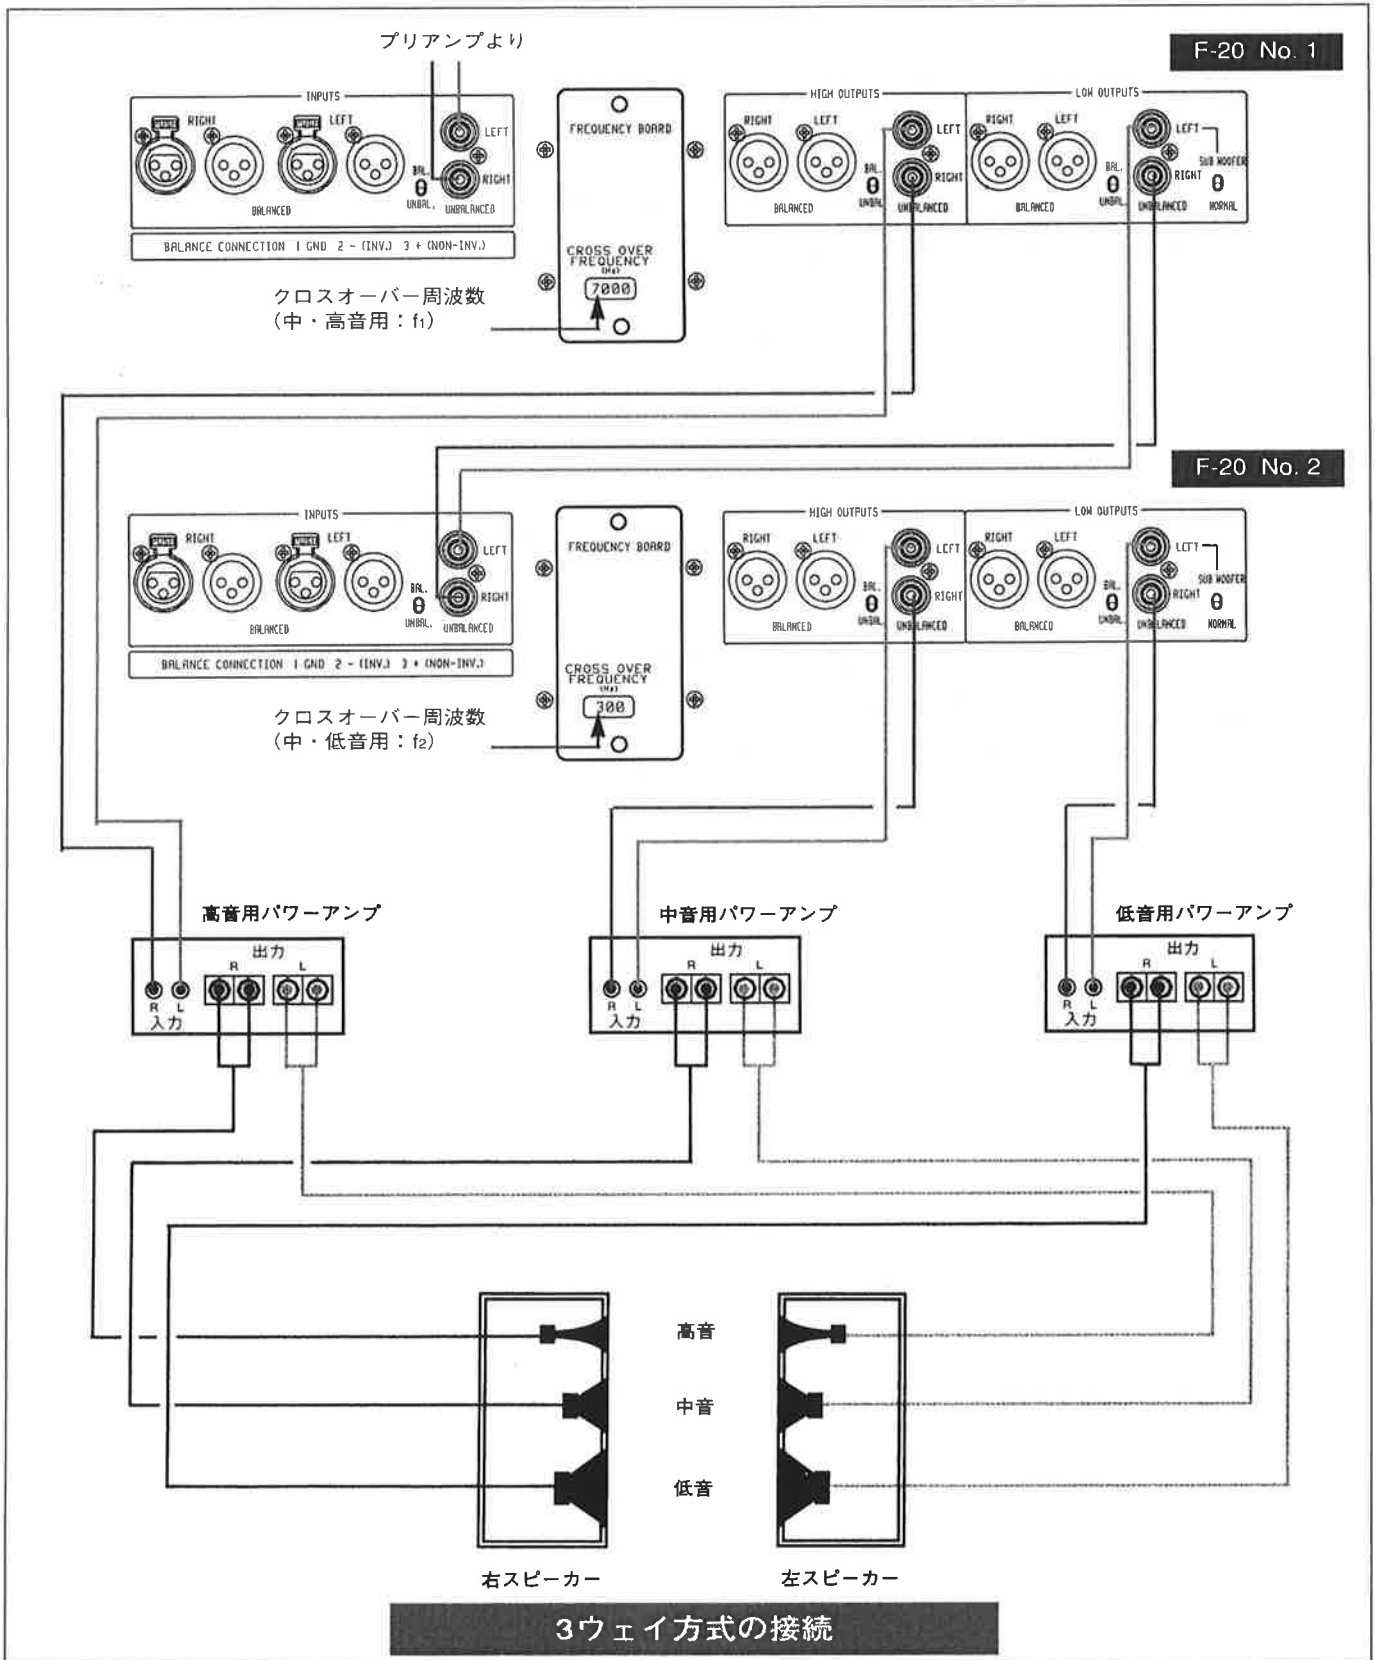 プリアンプより
F-20 No. 1
INPUTS
RIGHT
LEFT
LEFT
RIGHT
BAL.
UNBAL.
UNBALANCED
BALANCED
BALANCE CONNECTION 1 GND 2 - (INV.) 3 + (NON-INV.)
FREQUENCY BOARD
CROSS OVER
FREQUENCY
(Hz)
7000
クロスオーバー周波数
(中・高音用:f1)
HIGH OUTPUTS
RIGHT
LEFT
LEFT
RIGHT
BAL.
UNBAL.
UNBALANCED
BALANCED
LOW OUTPUTS
RIGHT
LEFT
LEFT
SUB WOOFER
RIGHT
BAL.
UNBAL.
UNBALANCED
NORMAL
BALANCED
F-20 No. 2
INPUTS
RIGHT
LEFT
LEFT
RIGHT
BAL.
UNBAL.
UNBALANCED
BALANCED
BALANCE CONNECTION 1 GND 2 - (INV.) 3 + (NON-INV.)
FREQUENCY BOARD
CROSS OVER
FREQUENCY
(Hz)
300
クロスオーバー周波数
(中・低音用:f2)
HIGH OUTPUTS
RIGHT
LEFT
LEFT
RIGHT
BAL.
UNBAL.
UNBALANCED
BALANCED
LOW OUTPUTS
RIGHT
LEFT
LEFT
SUB WOOFER
RIGHT
BAL.
UNBAL.
UNBALANCED
NORMAL
BALANCED
高音用パワーアンプ
出力
R L
R L
入力
中音用パワーアンプ
出力
R L
R L
入力
低音用パワーアンプ
出力
R L
R L
入力
高音
中音
低音
右スピーカー
左スピーカー
3ウェイ方式の接続